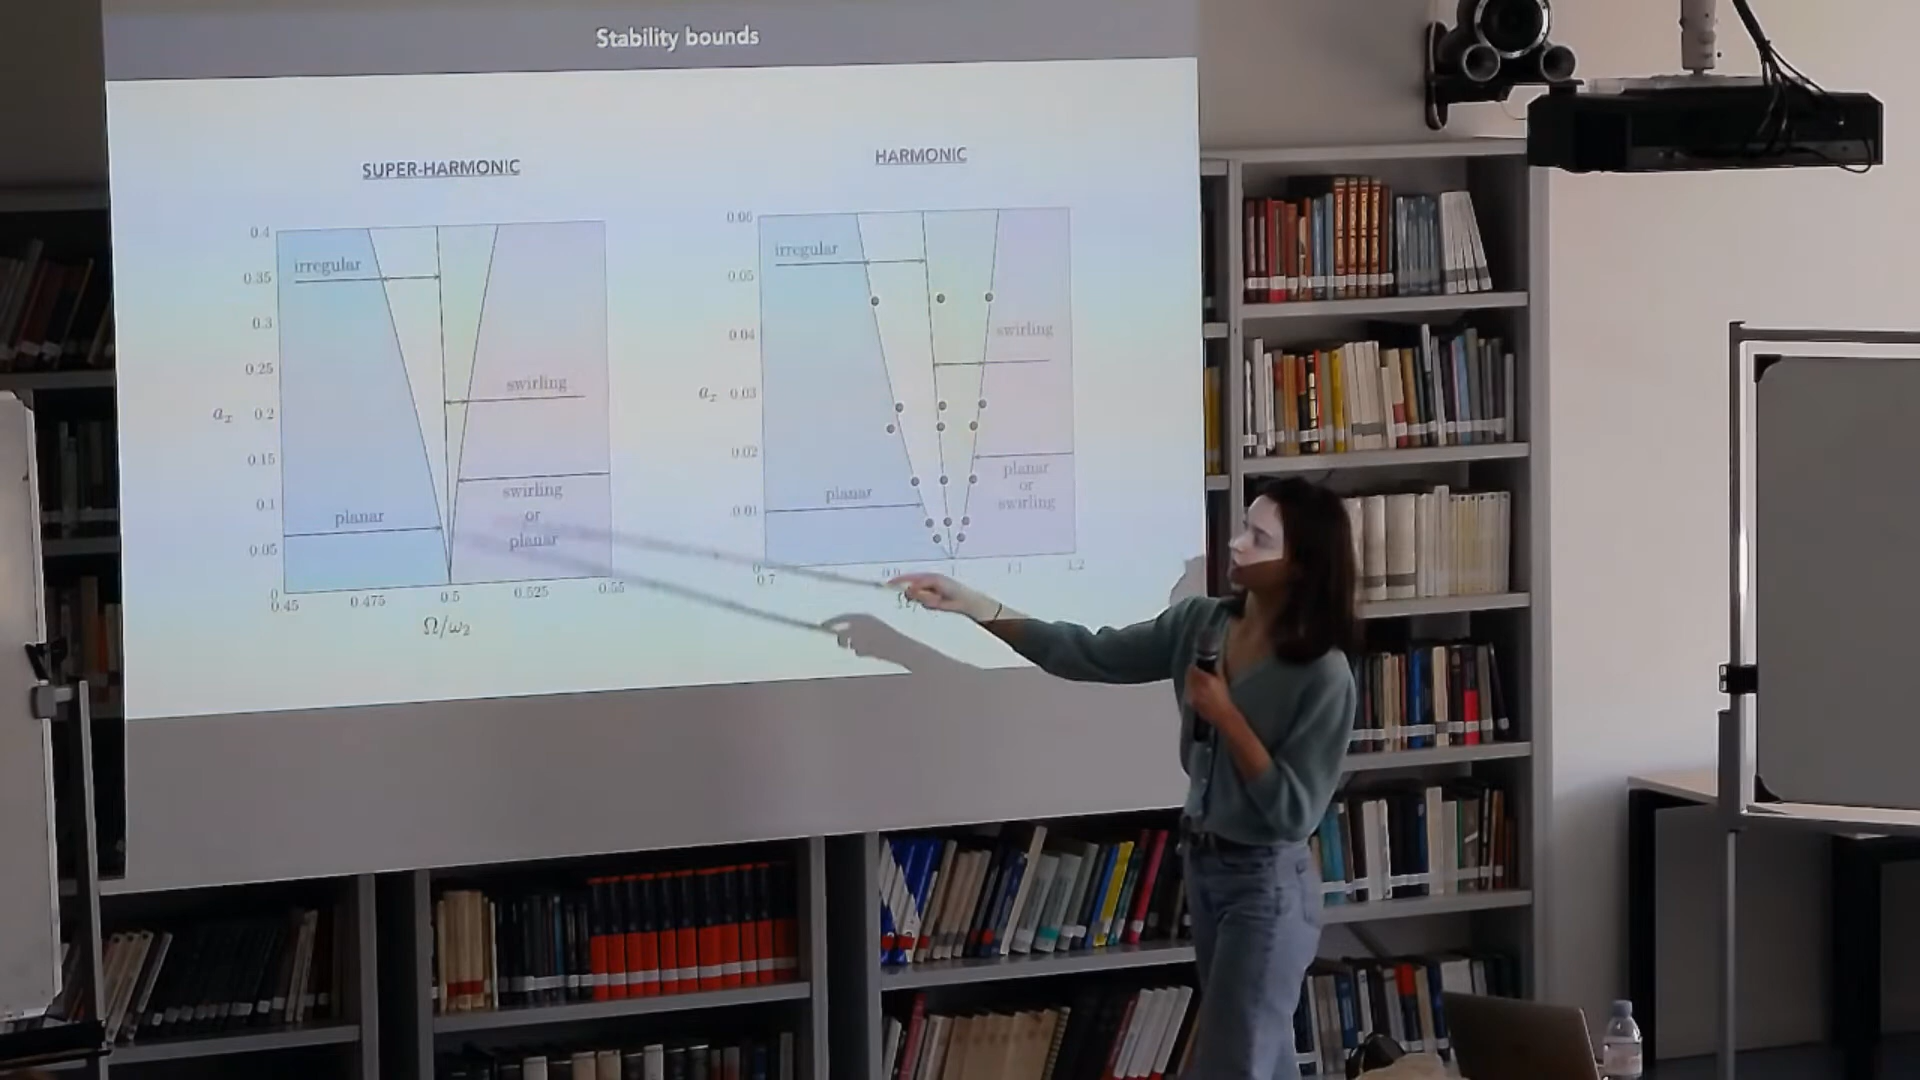 Stability bounds
SUPER-HARMONIC
0.4
0.35
0.3
0.25
0.2
0.15
0.1
0.05
0
aₓ
irregular
swirling
planar
swirling
or
planar
0.45
0.475
0.5
0.525
0.55
Ω/ω₂
HARMONIC
0.06
0.05
0.04
0.03
0.02
0.01
0
aₓ
irregular
swirling
planar
planar
or
swirling
0.7
0.9
1
1.1
1.2